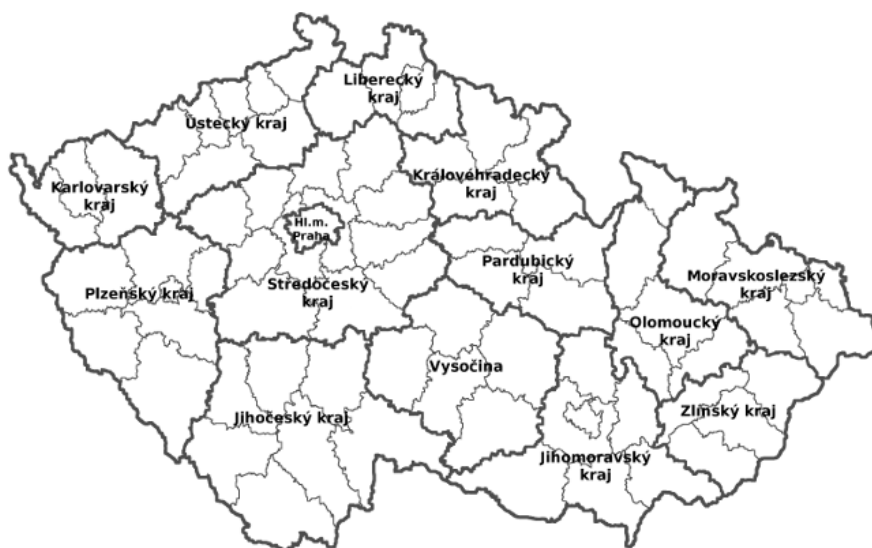 Liberecký
kraj
Ústecký kraj
Karlovarský
kraj
Královéhradecký
kraj
Hl.m.
Praha
Pardubický
kraj
Moravskoslezský
kraj
Plzeňský kraj
Středočeský
kraj
Olomoucký
kraj
Vysočina
Jihočeský kraj
Zlínský kraj
Jihomoravský
kraj